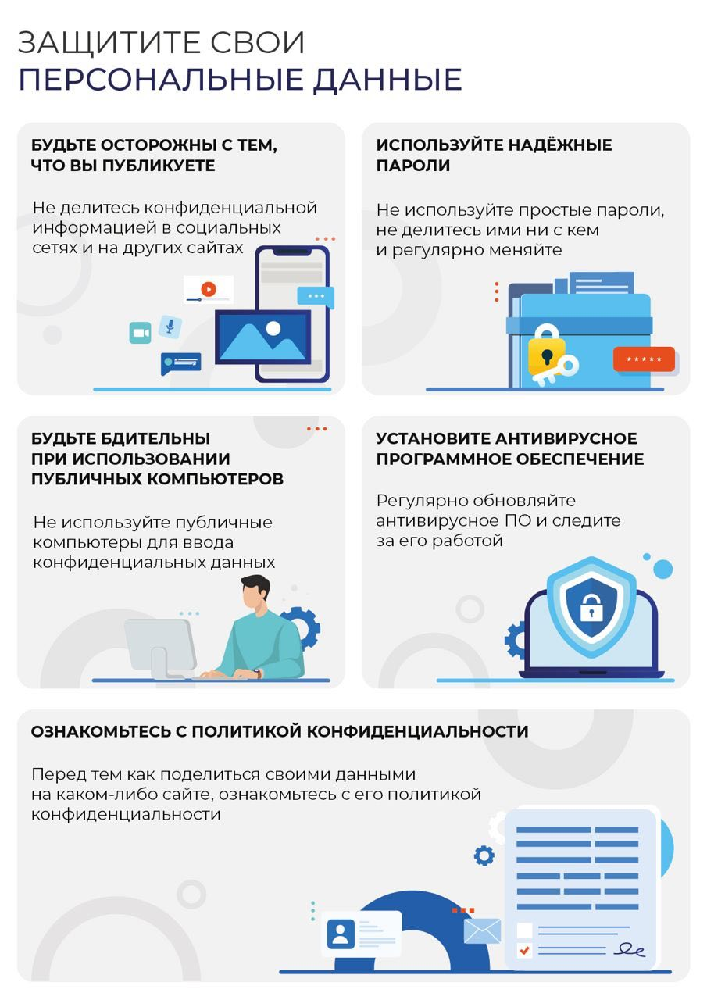 ЗАЩИТИТЕ СВОИ
ПЕРСОНАЛЬНЫЕ ДАННЫЕ
БУДЬТЕ ОСТОРОЖНЫ С ТЕМ,
ЧТО ВЫ ПУБЛИКУЕТЕ
Не делитесь конфиденциальной
информацией в социальных
сетях и на других сайтах
ИСПОЛЬЗУЙТЕ НАДЁЖНЫЕ
ПАРОЛИ
Не используйте простые пароли,
не делитесь ими ни с кем
и регулярно меняйте
*****
БУДЬТЕ БДИТЕЛЬНЫ
ПРИ ИСПОЛЬЗОВАНИИ
ПУБЛИЧНЫХ КОМПЬЮТЕРОВ
Не используйте публичные
компьютеры для ввода
конфиденциальных данных
УСТАНОВИТЕ АНТИВИРУСНОЕ
ПРОГРАММНОЕ ОБЕСПЕЧЕНИЕ
Регулярно обновляйте
антивирусное ПО и следите
за его работой
ОЗНАКОМЬТЕСЬ С ПОЛИТИКОЙ КОНФИДЕНЦИАЛЬНОСТИ
Перед тем как поделиться своими данными
на каком-либо сайте, ознакомьтесь с его политикой
конфиденциальности